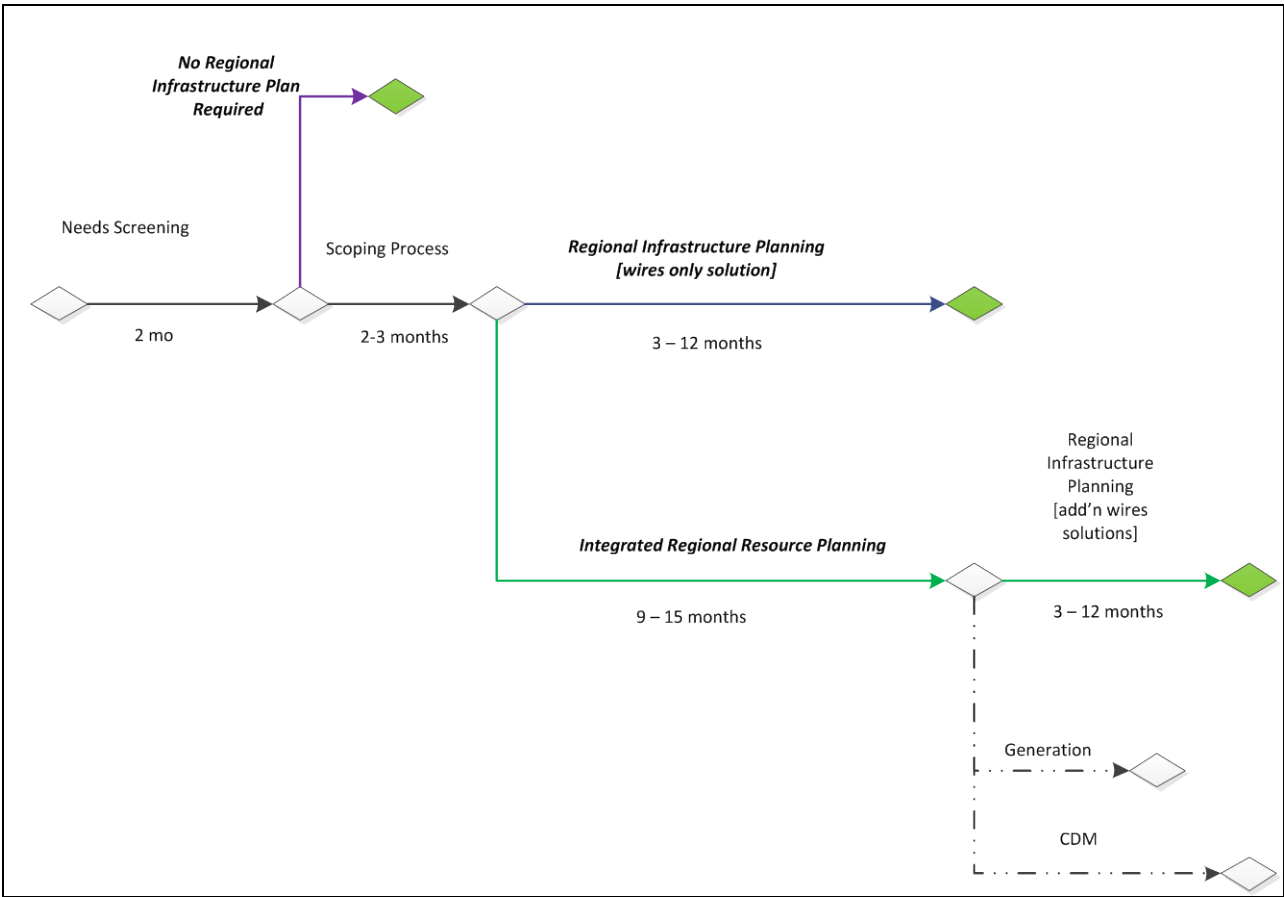 No Regional
Infrastructure Plan
Required
Needs Screening
Scoping Process
Regional Infrastructure Planning
[wires only solution]
2 mo
2-3 months
3 – 12 months
Regional
Infrastructure
Planning
[add’n wires
solutions]
Integrated Regional Resource Planning
9 – 15 months
3 – 12 months
Generation
CDM